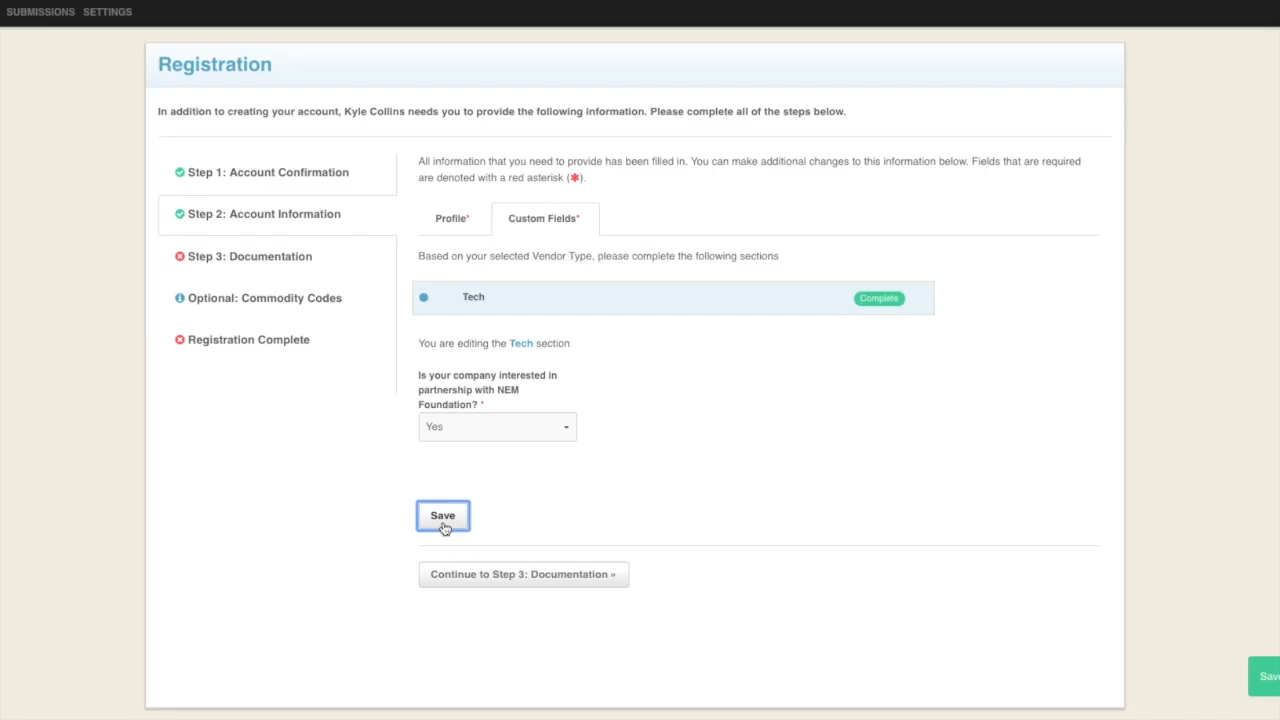 SUBMISSIONS SETTINGS
Registration
In addition to creating your account, Kyle Collins needs you to provide the following information. Please complete all of the steps below.
Step 1: Account Confirmation
Step 2: Account Information
Step 3: Documentation
Optional: Commodity Codes
Registration Complete
All information that you need to provide has been filled in. You can make additional changes to this information below. Fields that are required
are denoted with a red asterisk (✱).
Profile* Custom Fields*
Based on your selected Vendor Type, please complete the following sections
Tech Complete
You are editing the Tech section
Is your company interested in
partnership with NEM
Foundation? *
Yes
Save
Continue to Step 3: Documentation »